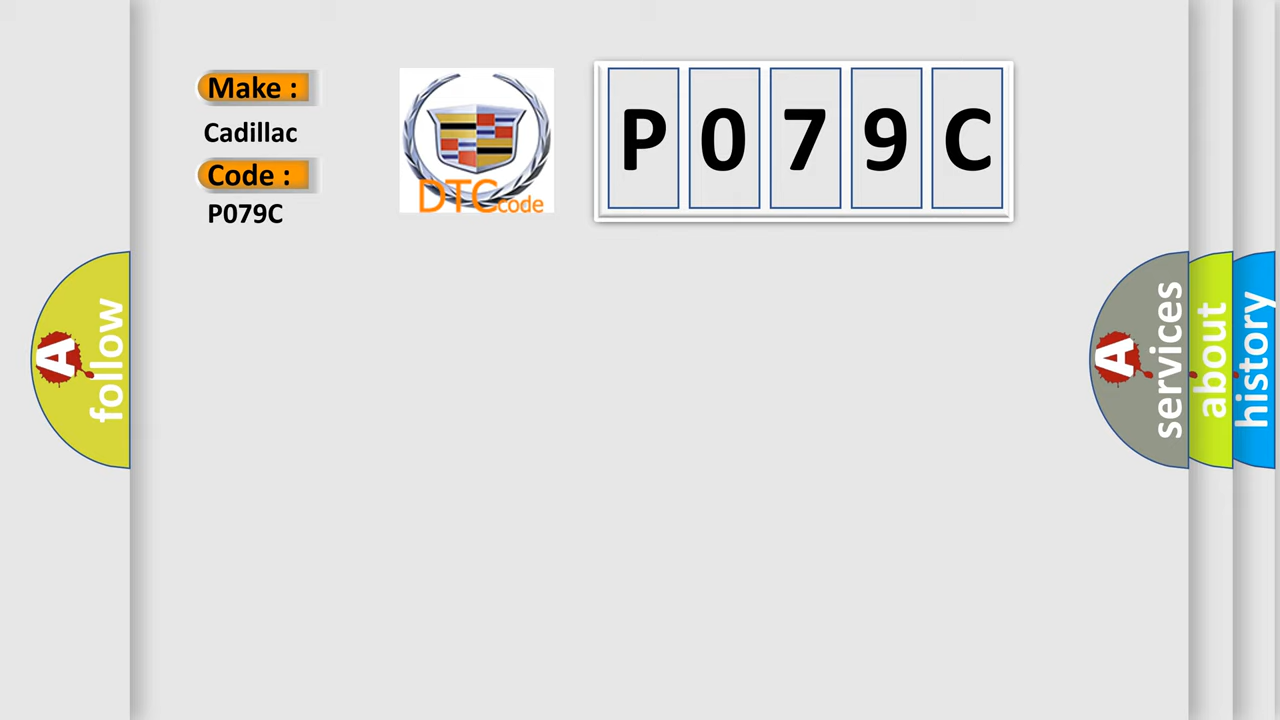 Make :
Cadillac
Code :
P079C
DTCcode
P 0 7 9 C
A follow
A services
about
history